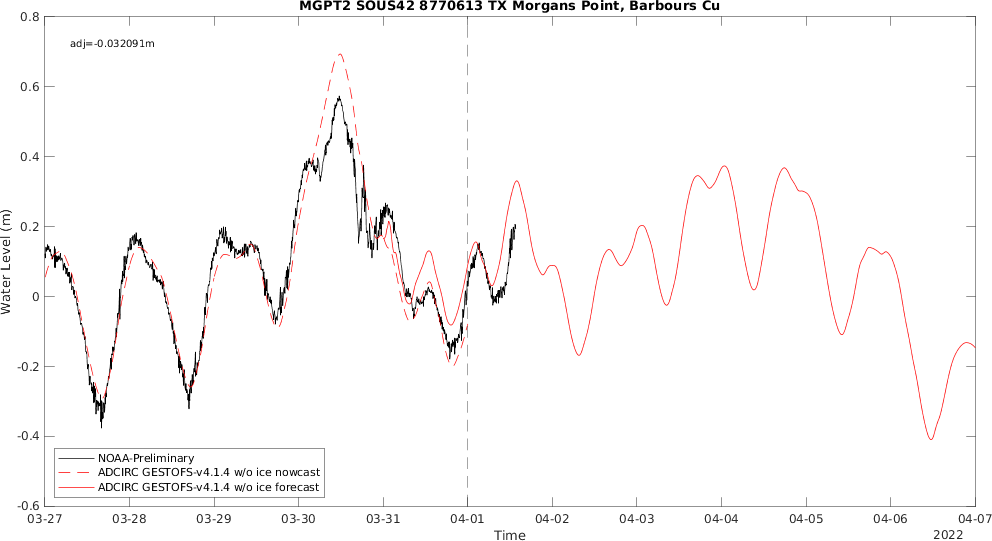 MGPT2 SOUS42 8770613 TX Morgans Point, Barbours Cu
adj=-0.032091m
0.8
0.6
0.4
0.2
0
-0.2
-0.4
-0.6
Water Level (m)
NOAA-Preliminary
ADCIRC GESTOFS-v4.1.4 w/o ice nowcast
ADCIRC GESTOFS-v4.1.4 w/o ice forecast
03-27 03-28 03-29 03-30 03-31 04-01 04-02 04-03 04-04 04-05 04-06 04-07
Time
2022